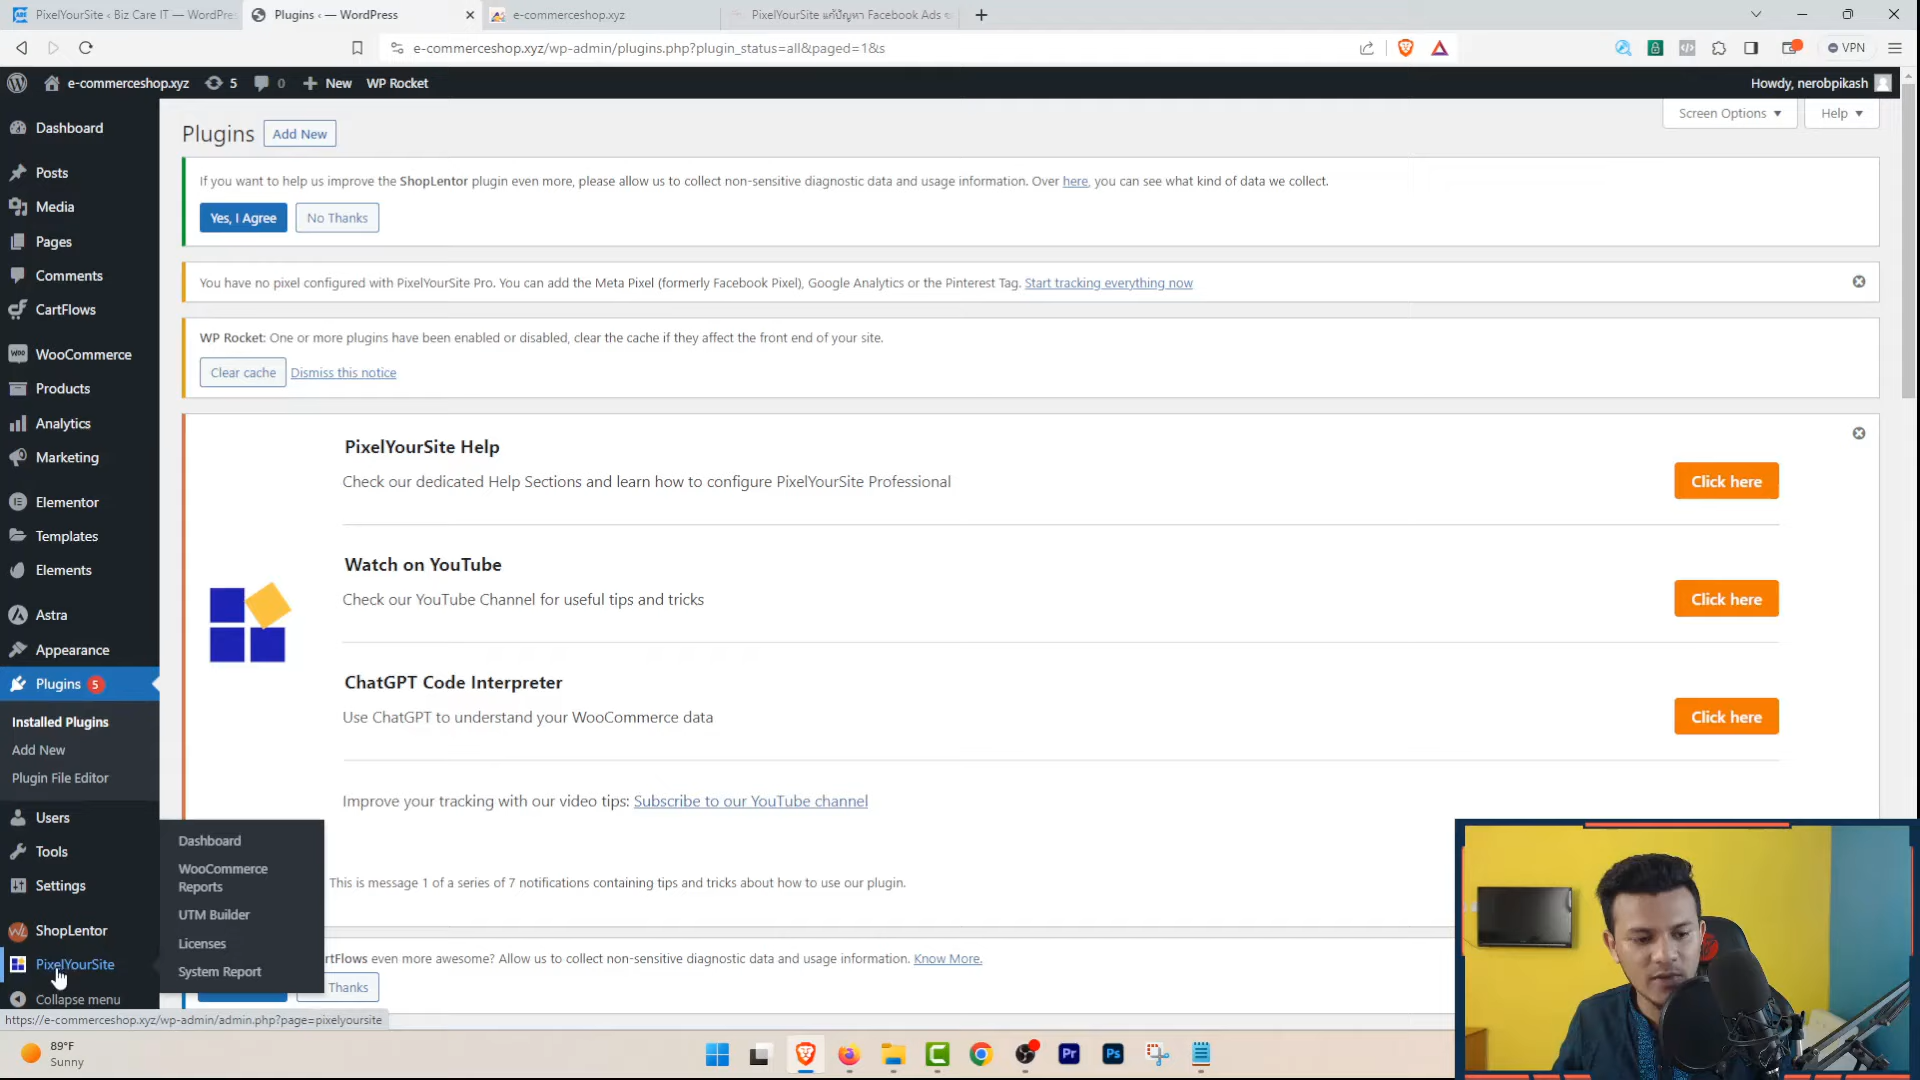 PixelYourSite ‹ Biz Care IT — WordPre
Plugins ‹ — WordPress
e-commerceshop.xyz
PixelYourSite แก้ปัญหา Facebook Ads
e-commerceshop.xyz/wp-admin/plugins.php?plugin_status=all&paged=1&s
VPN
e-commerceshop.xyz 5 0 New WP Rocket
Howdy, nerobpikash
Dashboard
Posts
Media
Pages
Comments
CartFlows
WooCommerce
Products
Analytics
Marketing
Elementor
Templates
Elements
Astra
Appearance
Plugins 5
Installed Plugins
Add New
Plugin File Editor
Users
Tools
Settings
ShopLentor
PixelYourSite
Collapse menu
Dashboard
WooCommerce
Reports
UTM Builder
Licenses
System Report
https://e-commerceshop.xyz/wp-admin/admin.php?page=pixelyoursite
Screen Options
Help
Plugins
Add New
If you want to help us improve the ShopLentor plugin even more, please allow us to collect non-sensitive diagnostic data and usage information. Over here, you can see what kind of data we collect.
Yes, I Agree
No Thanks
You have no pixel configured with PixelYourSite Pro. You can add the Meta Pixel (formerly Facebook Pixel), Google Analytics or the Pinterest Tag. Start tracking everything now
WP Rocket: One or more plugins have been enabled or disabled, clear the cache if they affect the front end of your site.
Clear cache
Dismiss this notice
PixelYourSite Help
Check our dedicated Help Sections and learn how to configure PixelYourSite Professional
Click here
Watch on YouTube
Check our YouTube Channel for useful tips and tricks
Click here
ChatGPT Code Interpreter
Use ChatGPT to understand your WooCommerce data
Click here
Improve your tracking with our video tips: Subscribe to our YouTube channel
This is message 1 of a series of 7 notifications containing tips and tricks about how to use our plugin.
rtFlows even more awesome? Allow us to collect non-sensitive diagnostic data and usage information. Know More.
Thanks
89°F
Sunny
Pr
Ps